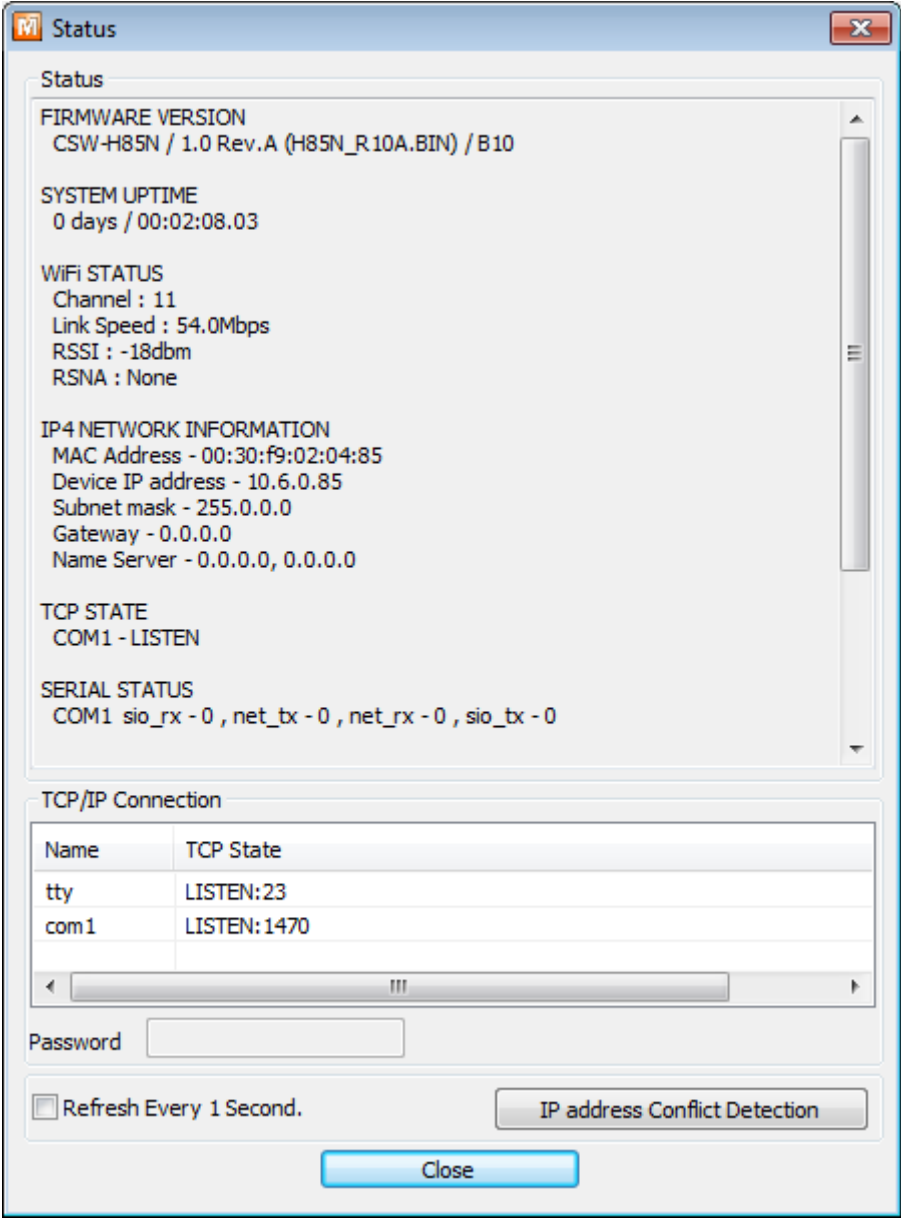 Status
Status
FIRMWARE VERSION
CSW-H85N / 1.0 Rev.A (H85N_R10A.BIN) / B10
SYSTEM UPTIME
0 days / 00:02:08.03
WiFi STATUS
Channel : 11
Link Speed : 54.0Mbps
RSSI : -18dbm
RSNA : None
IP4 NETWORK INFORMATION
MAC Address - 00:30:f9:02:04:85
Device IP address - 10.6.0.85
Subnet mask - 255.0.0.0
Gateway - 0.0.0.0
Name Server - 0.0.0.0, 0.0.0.0
TCP STATE
COM1 - LISTEN
SERIAL STATUS
COM1 sio_rx - 0 , net_tx - 0 , net_rx - 0 , sio_tx - 0
TCP/IP Connection
Name TCP State
tty LISTEN:23
com1 LISTEN:1470
Password
Refresh Every 1 Second. IP address Conflict Detection
Close